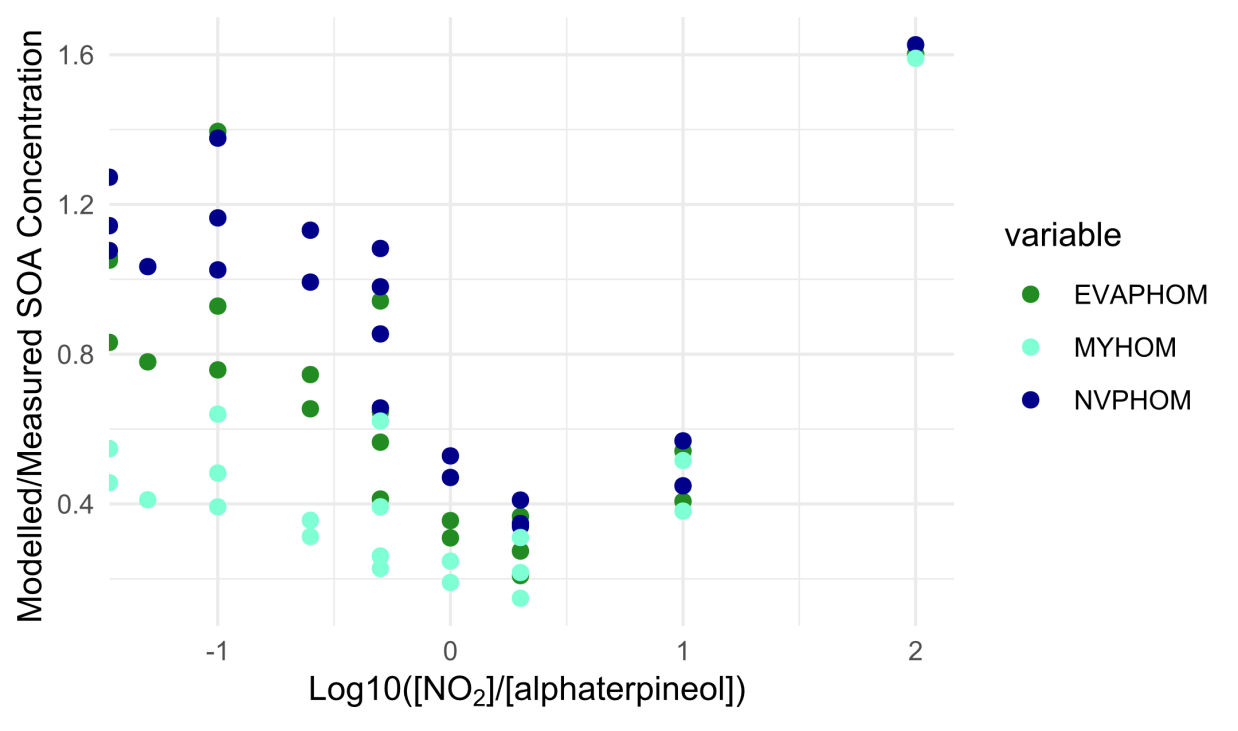 Modelled/Measured SOA Concentration
1.6
1.2
0.8
0.4
-1
0
1
2
Log10([NO₂]/[alphaterpineol])
variable
EVAPHOM
MYHOM
NVPHOM